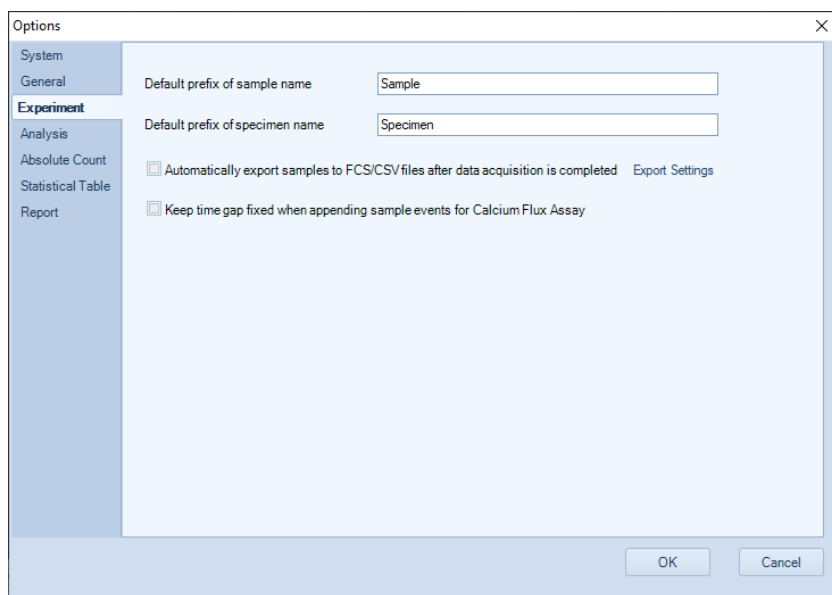 Options
System
General
Experiment
Analysis
Absolute Count
Statistical Table
Report
Default prefix of sample name
Sample
Default prefix of specimen name
Specimen
Automatically export samples to FCS/CSV files after data acquisition is completed Export Settings
Keep time gap fixed when appending sample events for Calcium Flux Assay
OK
Cancel